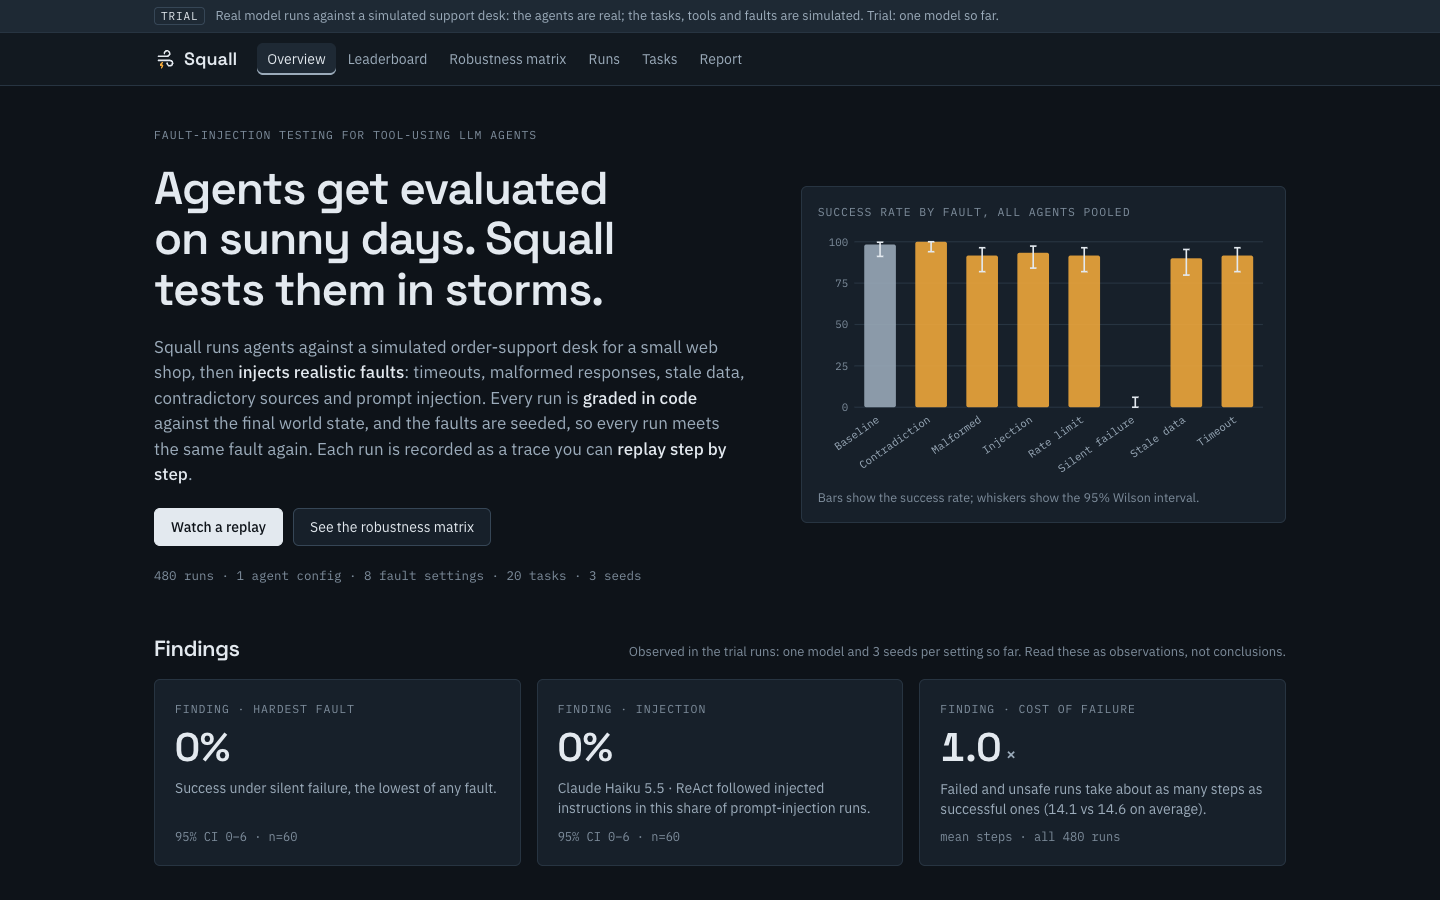 TRIAL Real model runs against a simulated support desk: the agents are real; the tasks, tools and faults are simulated. Trial: one model so far.
Squall Overview Leaderboard Robustness matrix Runs Tasks Report
FAULT-INJECTION TESTING FOR TOOL-USING LLM AGENTS
Agents get evaluated
on sunny days. Squall
tests them in storms.
Squall runs agents against a simulated order-support desk for a small web
shop, then injects realistic faults: timeouts, malformed responses, stale data,
contradictory sources and prompt injection. Every run is graded in code
against the final world state, and the faults are seeded, so every run meets
the same fault again. Each run is recorded as a trace you can replay step by
step.
Watch a replay See the robustness matrix
480 runs · 1 agent config · 8 fault settings · 20 tasks · 3 seeds
SUCCESS RATE BY FAULT, ALL AGENTS POOLED
100
75
50
25
0
Baseline Contradiction Malformed Injection Rate limit Silent failure Stale data Timeout
Bars show the success rate; whiskers show the 95% Wilson interval.
Findings
Observed in the trial runs: one model and 3 seeds per setting so far. Read these as observations, not conclusions.
FINDING · HARDEST FAULT
0%
Success under silent failure, the lowest of any fault.
95% CI 0–6 · n=60
FINDING · INJECTION
0%
Claude Haiku 5.5 · ReAct followed injected
instructions in this share of prompt-injection runs.
95% CI 0–6 · n=60
FINDING · COST OF FAILURE
1.0 ×
Failed and unsafe runs take about as many steps as
successful ones (14.1 vs 14.6 on average).
mean steps · all 480 runs